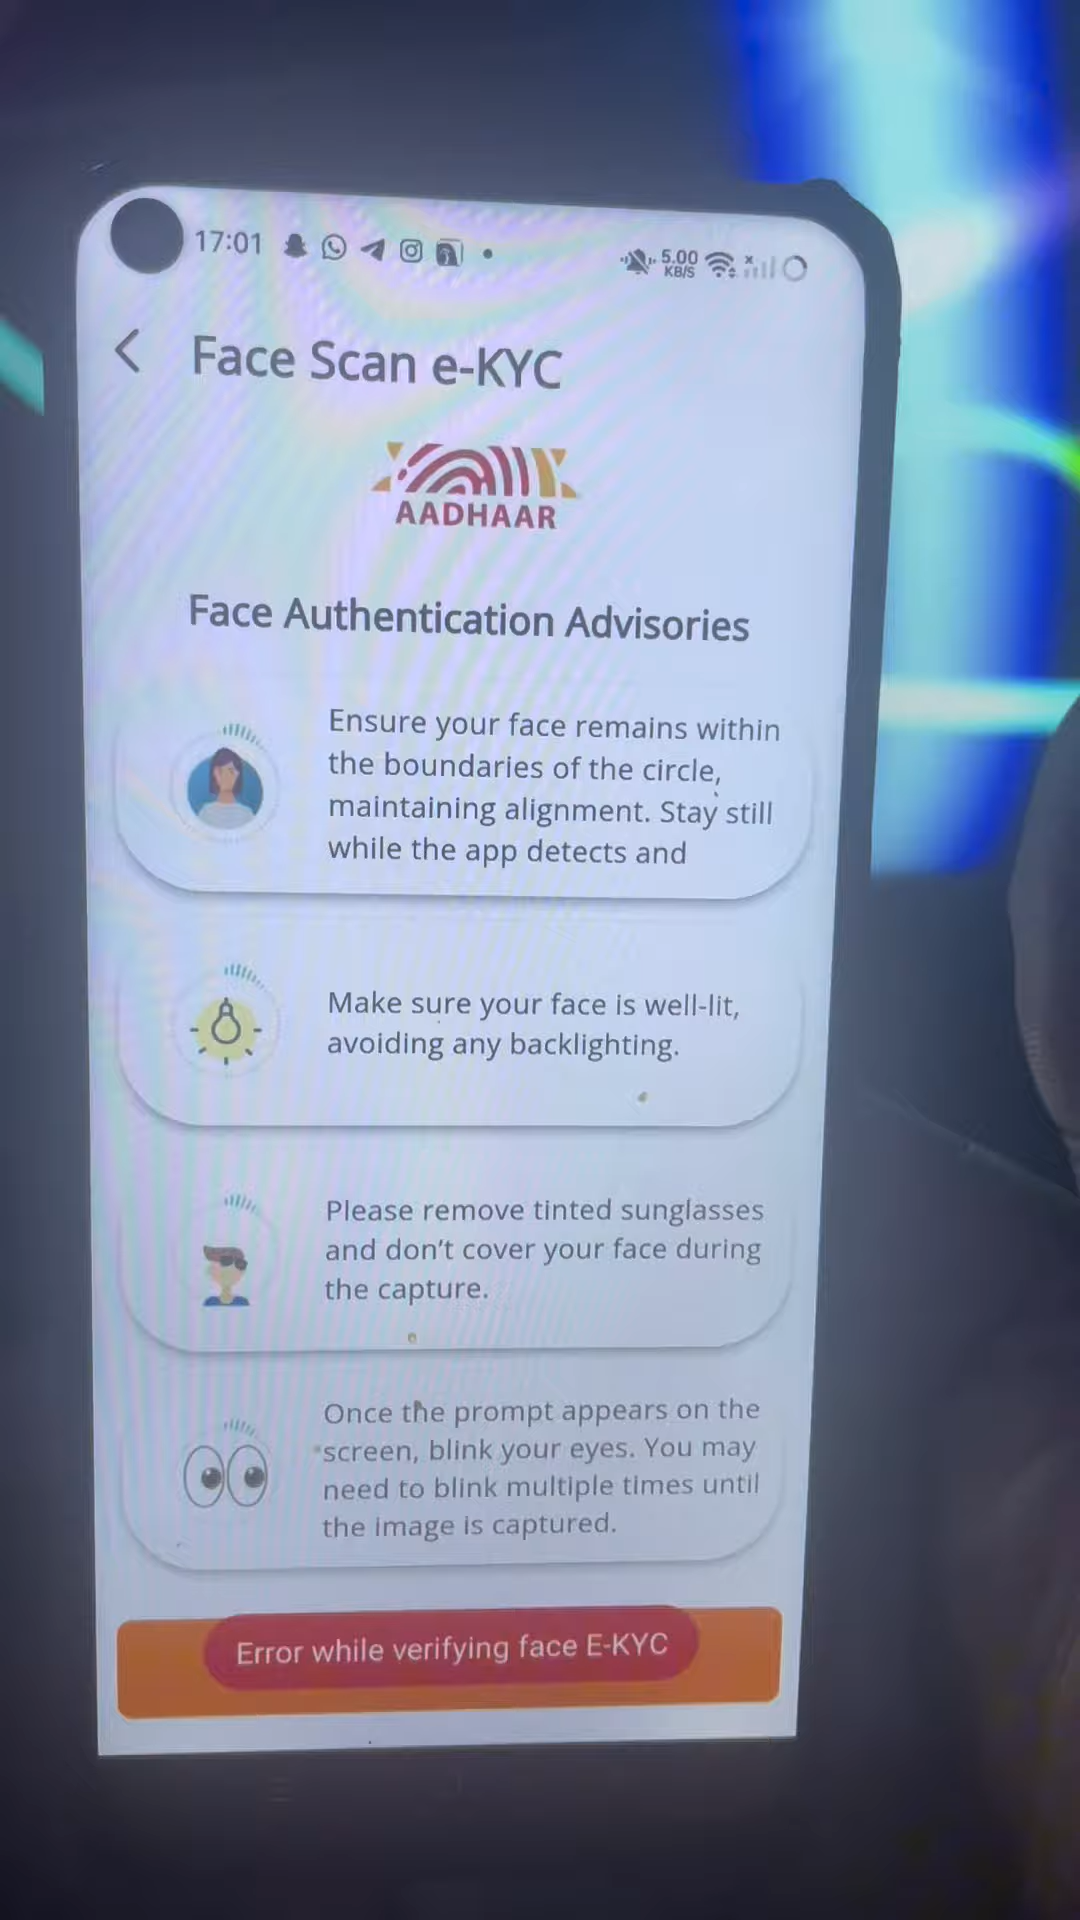 17:01
5.00
KB/S
Face Scan e-KYC
AADHAAR
Face Authentication Advisories
Ensure your face remains within
the boundaries of the circle,
maintaining alignment. Stay still
while the app detects and
Make sure your face is well-lit,
avoiding any backlighting.
Please remove tinted sunglasses
and don't cover your face during
the capture.
Once the prompt appears on the
screen, blink your eyes. You may
need to blink multiple times until
the image is captured.
Error while verifying face E-KYC